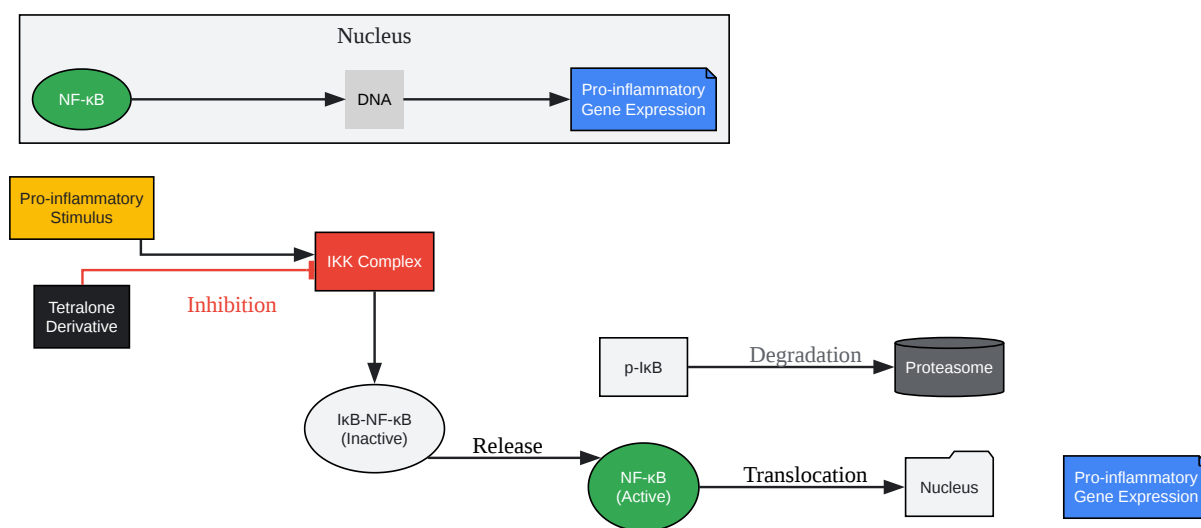 Nucleus
NF-κB
DNA
Pro-inflammatory
Gene Expression
Pro-inflammatory
Stimulus
IKK Complex
Inhibition
Tetralone
Derivative
p-IκB
Degradation
Proteasome
IκB-NF-κB
(Inactive)
Release
NF-κB
(Active)
Translocation
Nucleus
Pro-inflammatory
Gene Expression